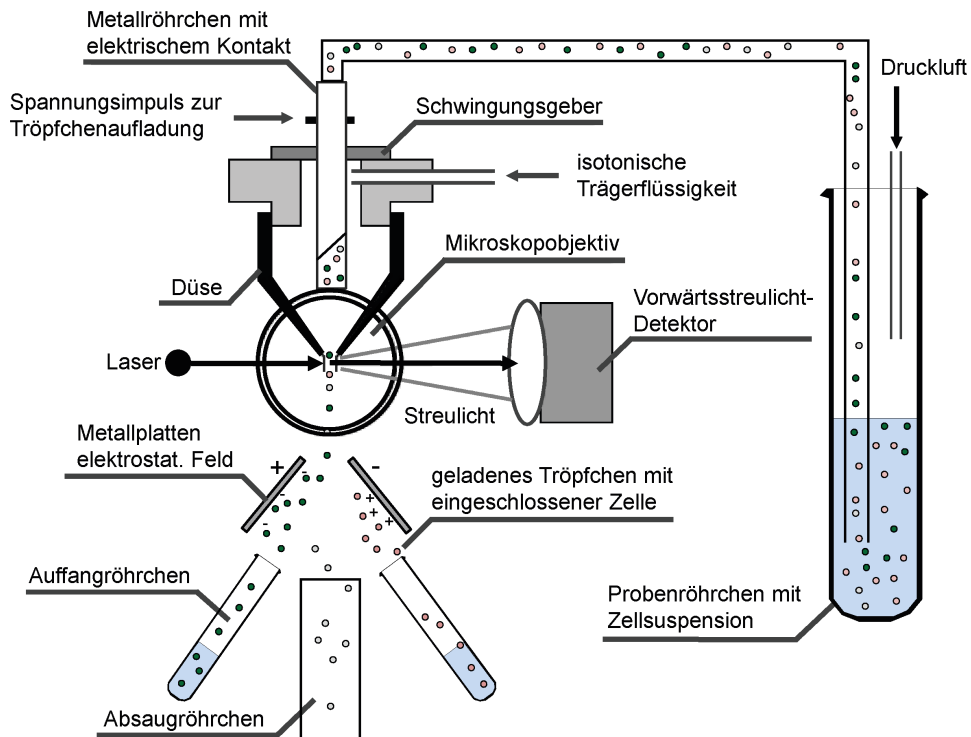 Metallröhrchen mit
elektrischem Kontakt
Druckluft
Spannungsimpuls zur
Tröpfchenaufladung
Schwingungsgeber
isotonische
Trägerflüssigkeit
Mikroskopobjektiv
Düse
Vorwärtsstreulicht-
Detektor
Laser
Streulicht
Metallplatten
elektrostat. Feld
+
-
-
-
-
+
+
+
geladenes Tröpfchen mit
eingeschlossener Zelle
Auffangröhrchen
Probenröhrchen mit
Zellsuspension
Absaugröhrchen